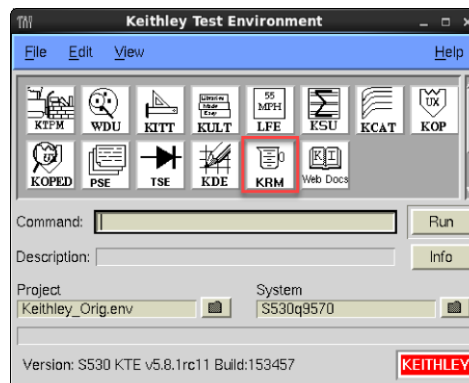 Keithley Test Environment
File Edit View Help
55
MPH
UX
KTPM WDU KITT KULT LFE KSU KCAT KOP
UX
KI
KOPED PSE TSE KDE KRM Web Docs
Command: Run
Description: Info
Project System
Keithley_Orig.env S530q9570
Version: S530 KTE v5.8.1rc11 Build:153457 KEITHLEY